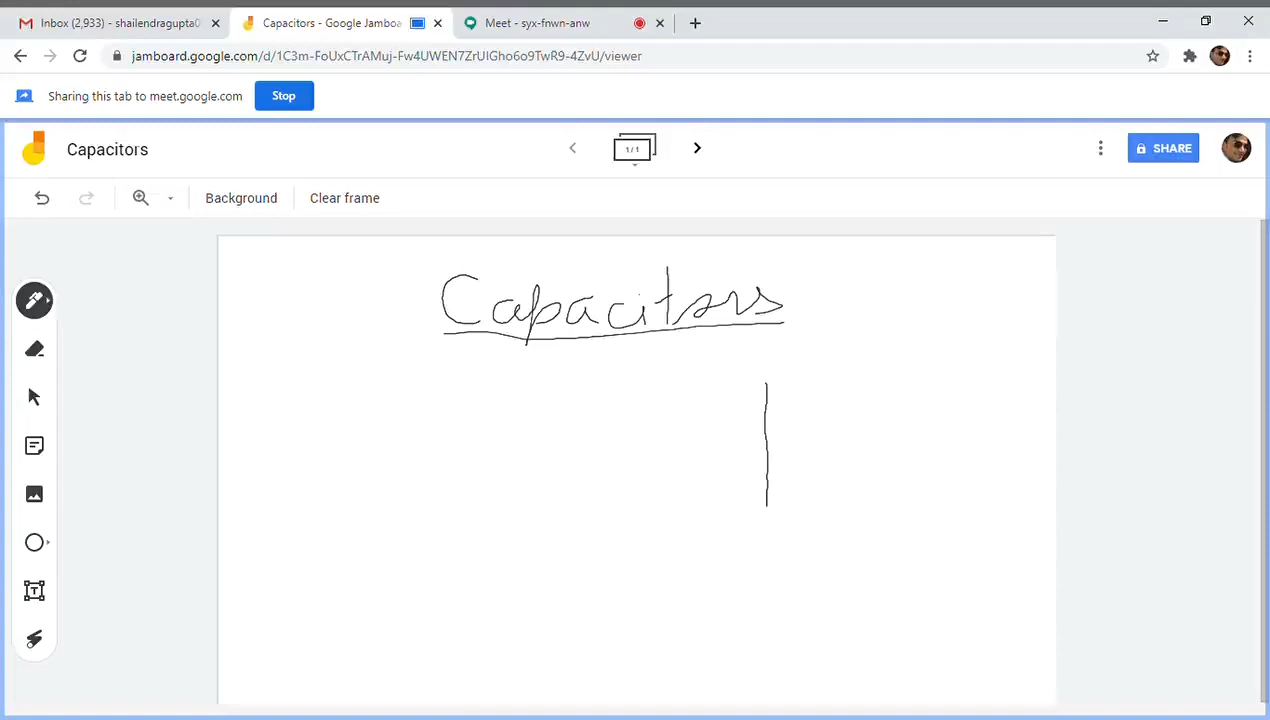 Inbox (2,933) - shailendragupta0
Capacitors - Google Jamboa
Meet - syx-fnwn-anw
jamboard.google.com/d/1C3m-FoUxCTrAMuj-Fw4UWEN7ZrUIGho6o9TwR9-4ZvU/viewer
Sharing this tab to meet.google.com
Stop
Capacitors
1/1
SHARE
Background
Clear frame
Capacitors
T